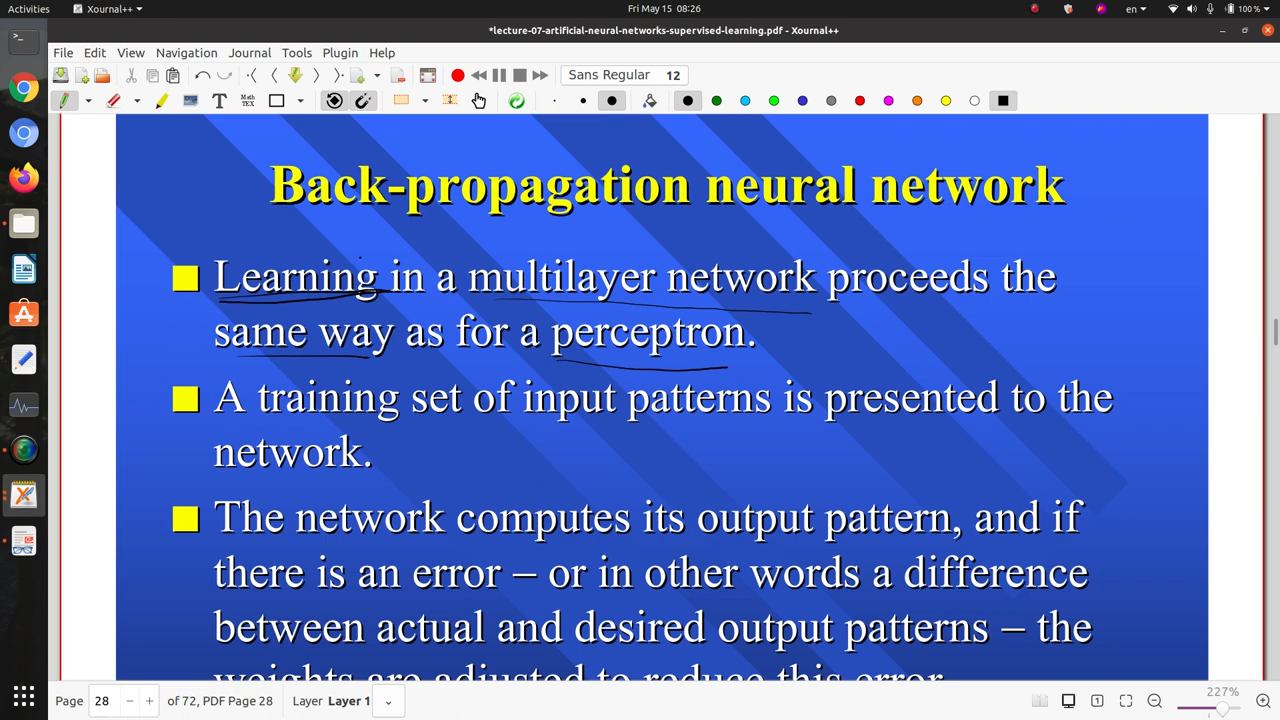 Activities
Xournal++
Fri May 15 08:26
en
100 %
*lecture-07-artificial-neural-networks-supervised-learning.pdf - Xournal++
File Edit View Navigation Journal Tools Plugin Help
Sans Regular 12
Back-propagation neural network
Learning in a multilayer network proceeds the
same way as for a perceptron.
A training set of input patterns is presented to the
network.
The network computes its output pattern, and if
there is an error – or in other words a difference
between actual and desired output patterns – the
weights are adjusted to reduce this error.
Page 28 of 72, PDF Page 28 Layer Layer 1
227%